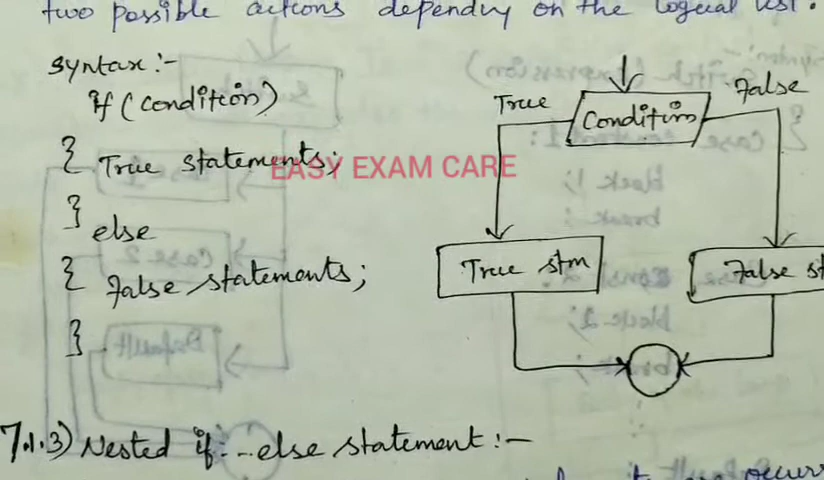 two possible actions depending on the logical test.
Syntax :-
if (condition)
{ True statements;
} else
{ False statements;
}
True
False
Condition
True stm
False st
EASY EXAM CARE
7.1.3) Nested if...else statement :-
occur